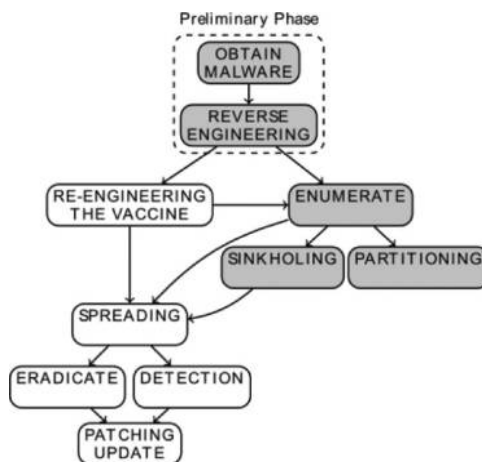 Preliminary Phase
OBTAIN
MALWARE
REVERSE
ENGINEERING
RE-ENGINEERING
THE VACCINE
ENUMERATE
SINKHOLING
PARTITIONING
SPREADING
ERADICATE
DETECTION
PATCHING
UPDATE